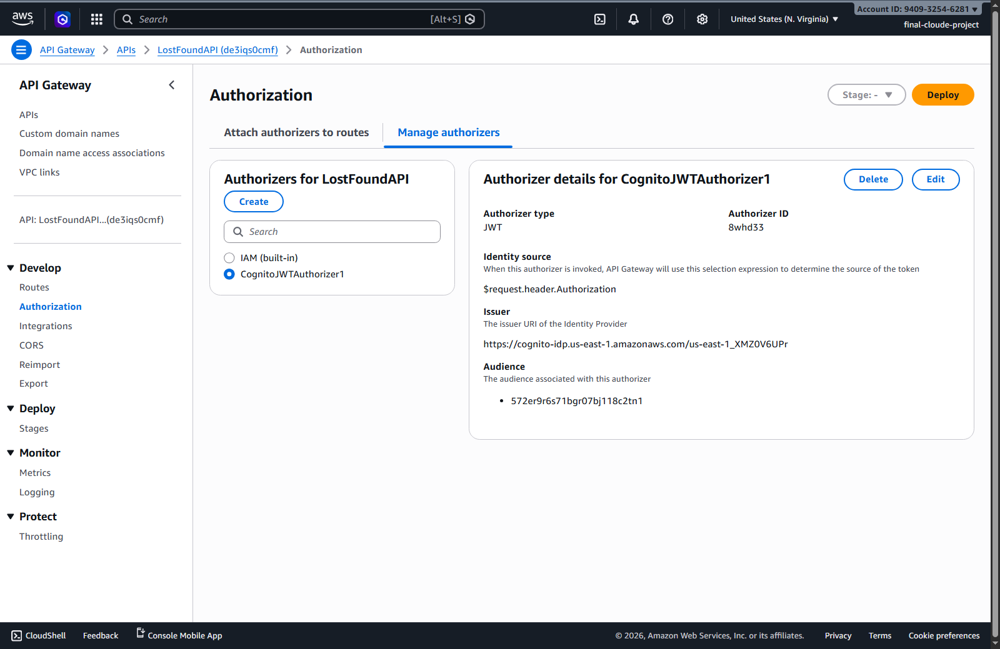 aws
Search
[Alt+S]
United States (N. Virginia)
Account ID: 9409-3254-6281
final-cloude-project
API Gateway
APIs
LostFoundAPI (de3iqs0cmf)
Authorization
API Gateway
APIs
Custom domain names
Domain name access associations
VPC links
API: LostFoundAPI...(de3iqs0cmf)
Develop
Routes
Authorization
Integrations
CORS
Reimport
Export
Deploy
Stages
Monitor
Metrics
Logging
Protect
Throttling
Authorization
Stage: -
Deploy
Attach authorizers to routes
Manage authorizers
Authorizers for LostFoundAPI
Create
Search
IAM (built-in)
CognitoJWTAuthorizer1
Authorizer details for CognitoJWTAuthorizer1
Delete
Edit
Authorizer type
JWT
Authorizer ID
8whd33
Identity source
When this authorizer is invoked, API Gateway will use this selection expression to determine the source of the token
$request.header.Authorization
Issuer
The issuer URI of the Identity Provider
https://cognito-idp.us-east-1.amazonaws.com/us-east-1_XMZ0V6UPr
Audience
The audience associated with this authorizer
• 572er9r6s71bgr07bj118c2tn1
CloudShell
Feedback
Console Mobile App
© 2026, Amazon Web Services, Inc. or its affiliates.
Privacy
Terms
Cookie preferences